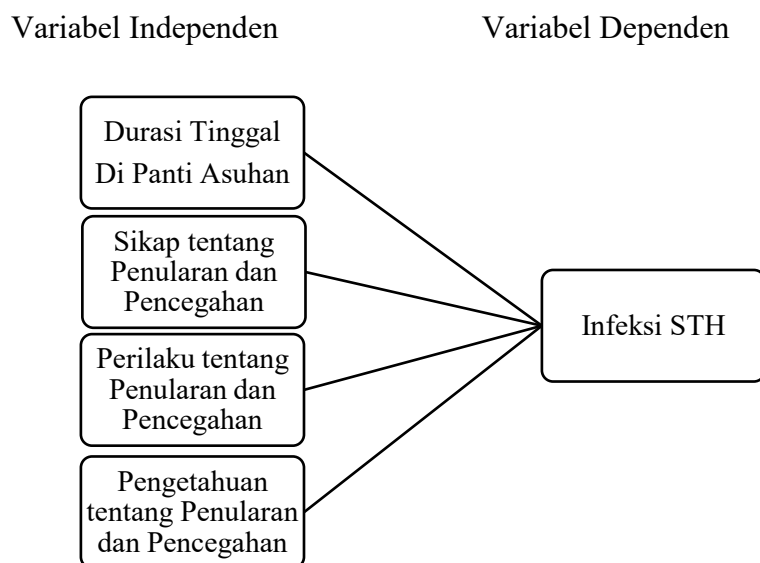 Variabel Independen
Variabel Dependen
Durasi Tinggal
Di Panti Asuhan
Sikap tentang
Penularan dan
Pencegahan
Perilaku tentang
Penularan dan
Pencegahan
Pengetahuan
tentang Penularan
dan Pencegahan
Infeksi STH